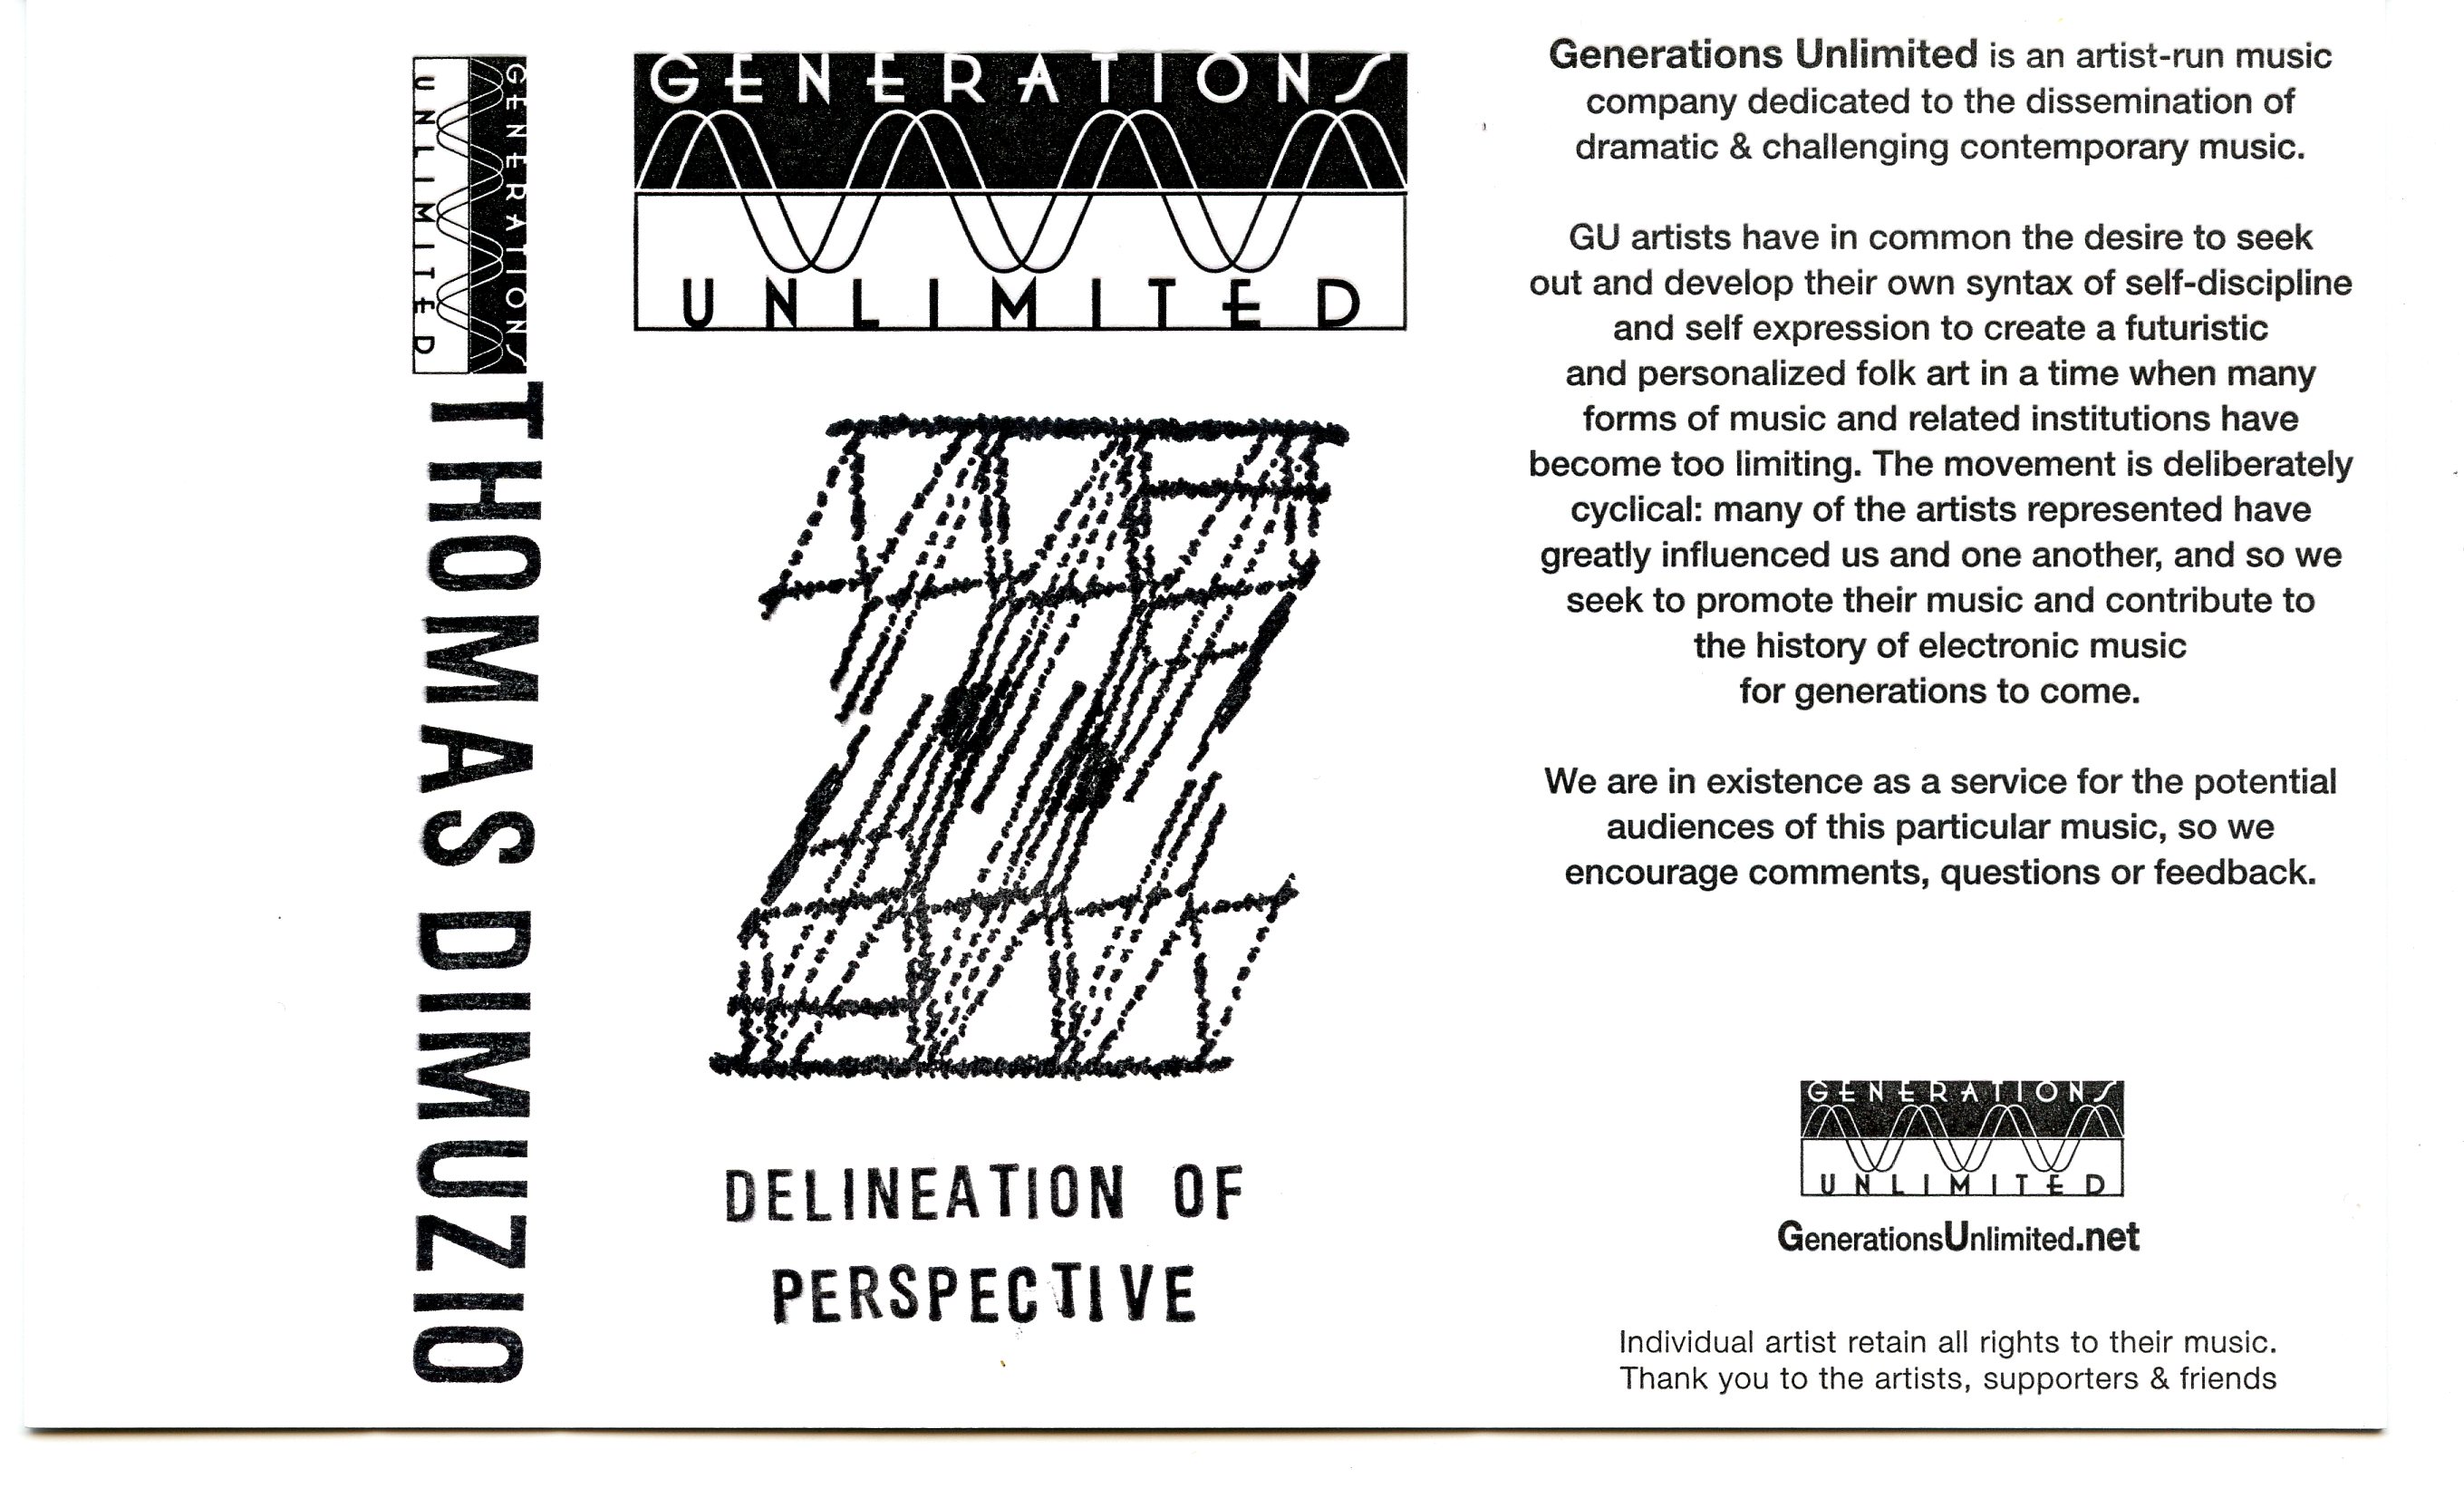 GENERATIONS
UNLIMITED
THOMAS DIMUZIO
GENERATIONS
UNLIMITED
DELINEATION OF
PERSPECTIVE
Generations Unlimited is an artist-run music
company dedicated to the dissemination of
dramatic & challenging contemporary music.
GU artists have in common the desire to seek
out and develop their own syntax of self-discipline
and self expression to create a futuristic
and personalized folk art in a time when many
forms of music and related institutions have
become too limiting. The movement is deliberately
cyclical: many of the artists represented have
greatly influenced us and one another, and so we
seek to promote their music and contribute to
the history of electronic music
for generations to come.
We are in existence as a service for the potential
audiences of this particular music, so we
encourage comments, questions or feedback.
GENERATIONS
UNLIMITED
GenerationsUnlimited.net
Individual artist retain all rights to their music.
Thank you to the artists, supporters & friends